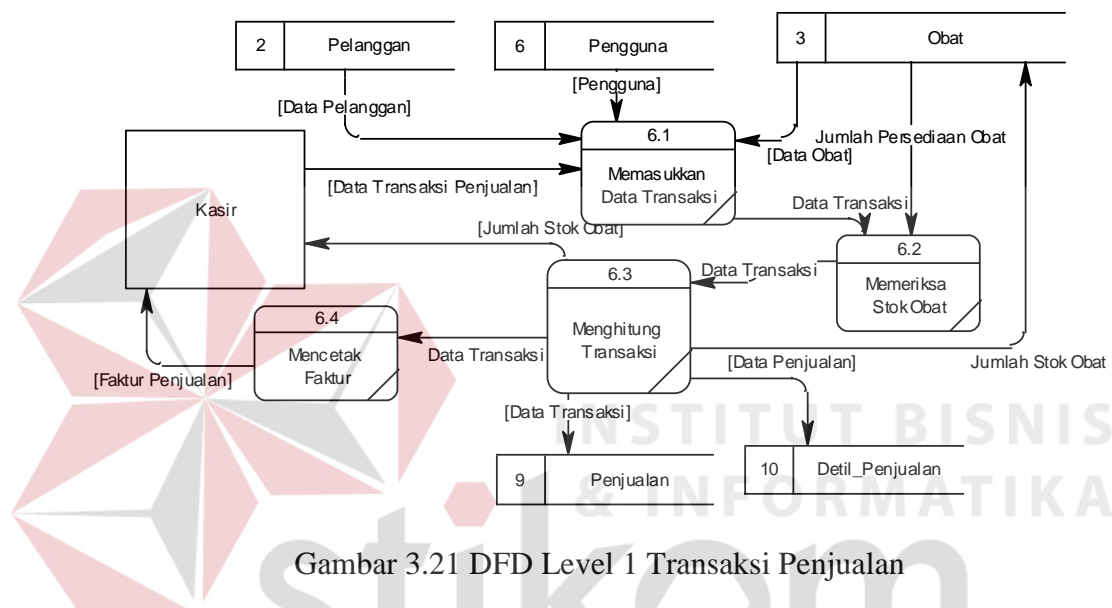 2 Pelanggan
6 Pengguna
3 Obat
[Pengguna]
[Data Pelanggan]
6.1
Memasukkan
Data Transaksi
Jumlah Persediaan Obat
[Data Obat]
[Data Transaksi Penjualan]
Kasir
Data Transaksi
[Jumlah Stok Obat]
6.2
Memeriksa
Stok Obat
6.3
Menghitung
Transaksi
Data Transaksi
6.4
Mencetak
Faktur
Data Transaksi
[Data Penjualan]
Jumlah Stok Obat
[Faktur Penjualan]
[Data Transaksi]
INSTITUT BISNIS
& INFORMATIKA
9 Penjualan
10 Detil_Penjualan
stikom
Gambar 3.21 DFD Level 1 Transaksi Penjualan